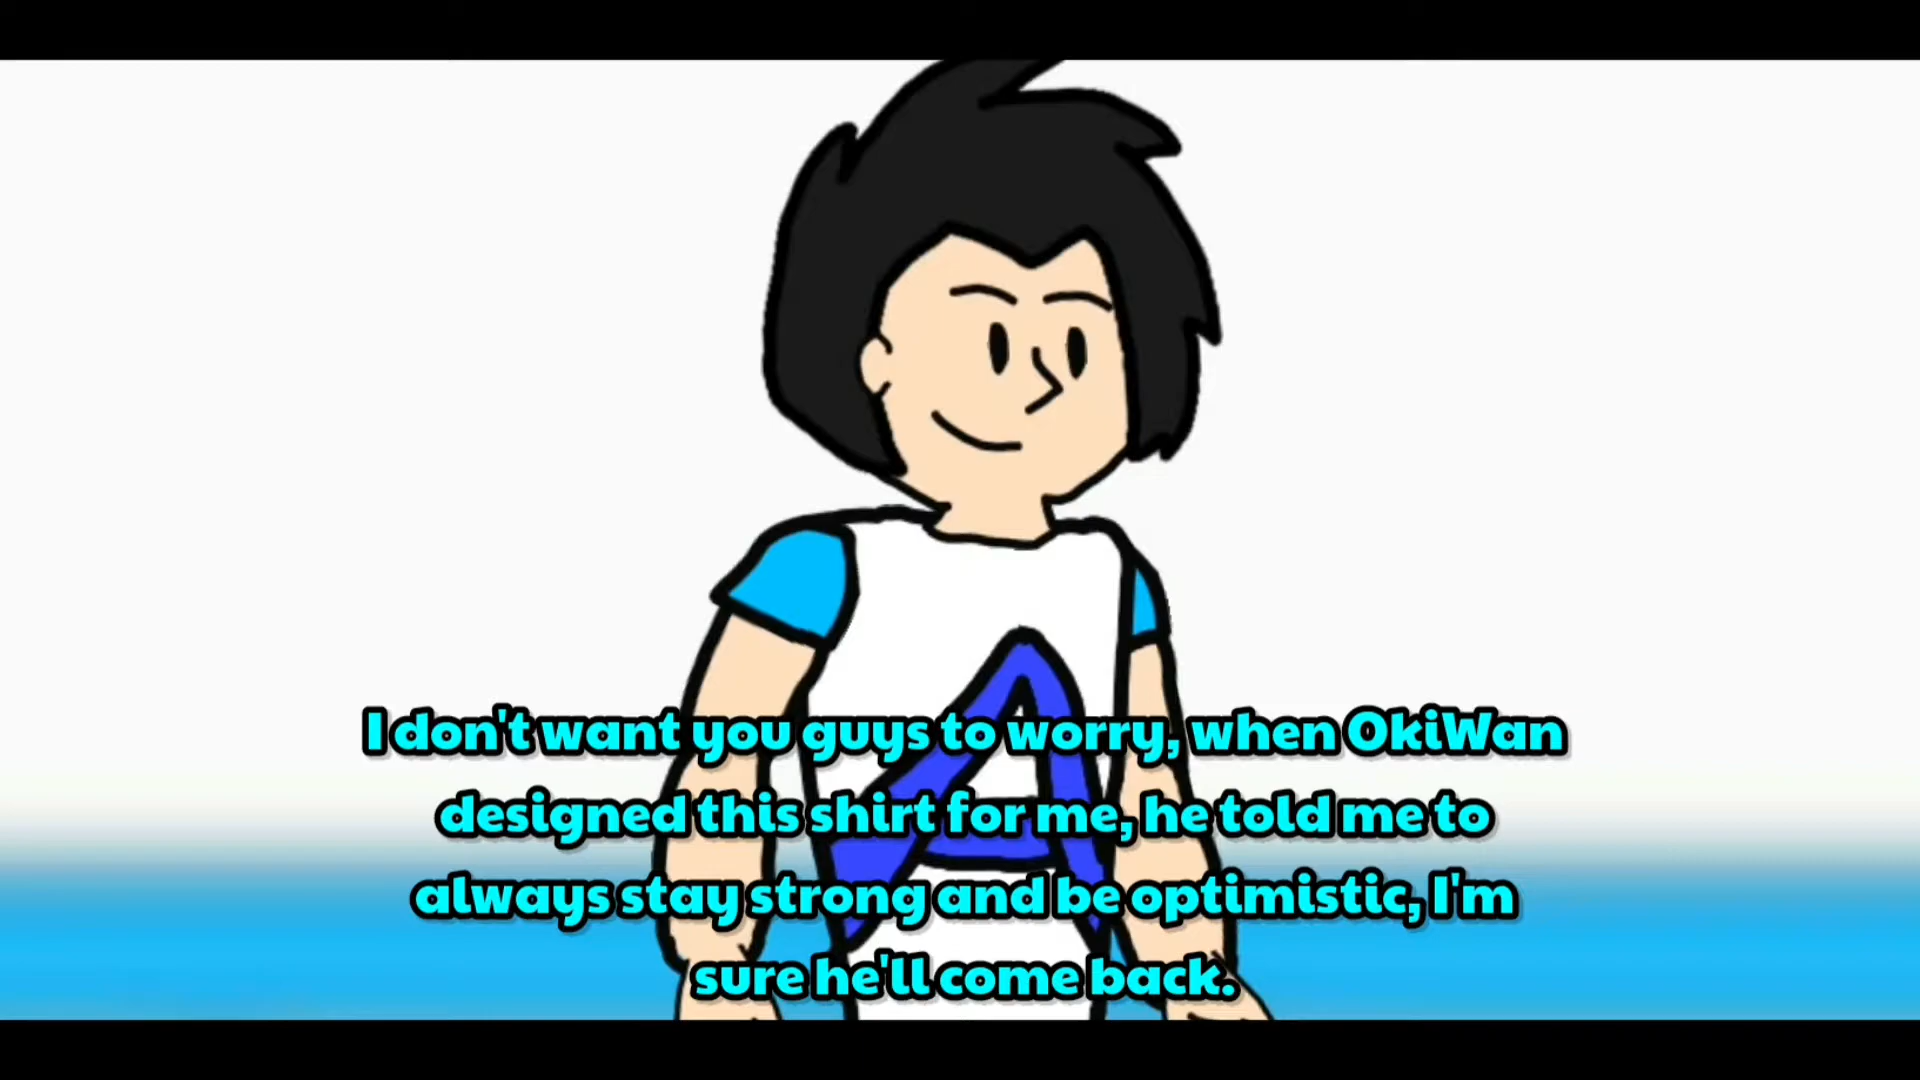 I don't want you guys to worry, when OkiWan
designed this shirt for me, he told me to
always stay strong and be optimistic, I'm
sure he'll come back.